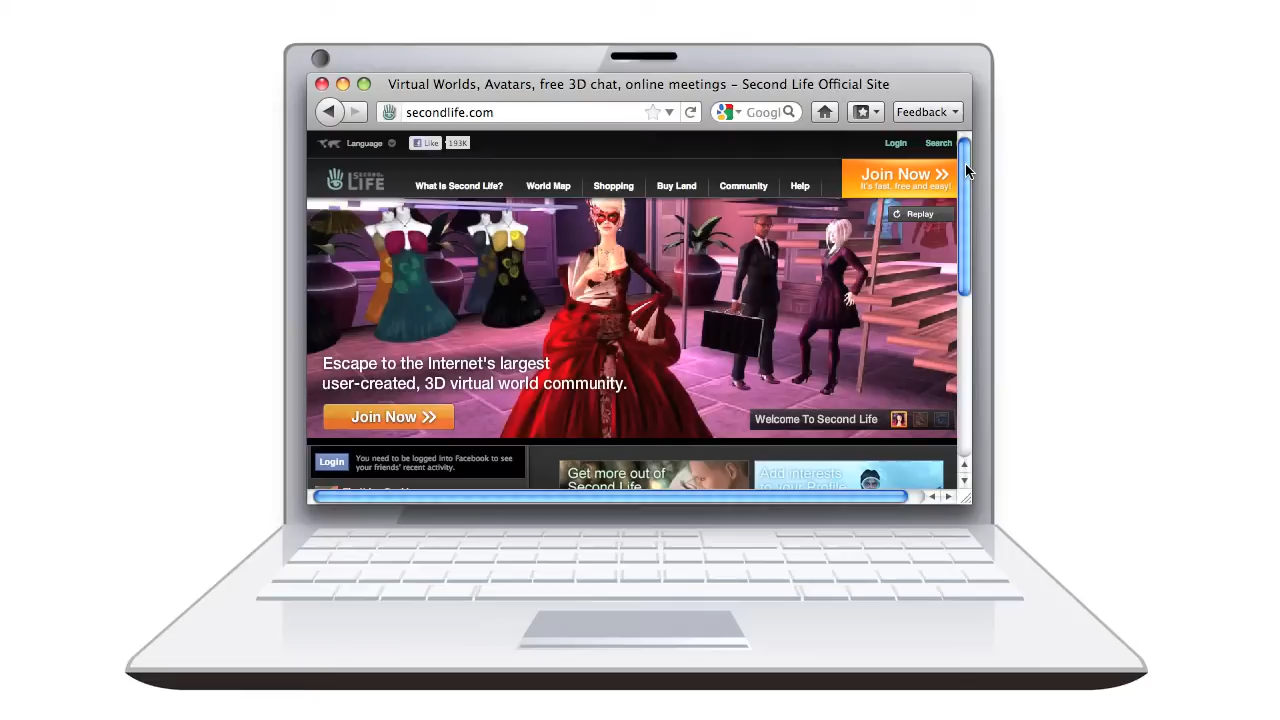 Virtual Worlds, Avatars, free 3D chat, online meetings – Second Life Official Site
secondlife.com
Googl
Feedback
Language
Like 193K
Login
Search
SECOND LIFE
What Is Second Life?
World Map
Shopping
Buy Land
Community
Help
Join Now »
It's fast, free and easy!
Replay
Escape to the Internet's largest
user-created, 3D virtual world community.
Join Now »
Welcome To Second Life
Login
You need to be logged into Facebook to see
your friends' recent activity.
Get more out of
Second Life
Add interests
to your Profile